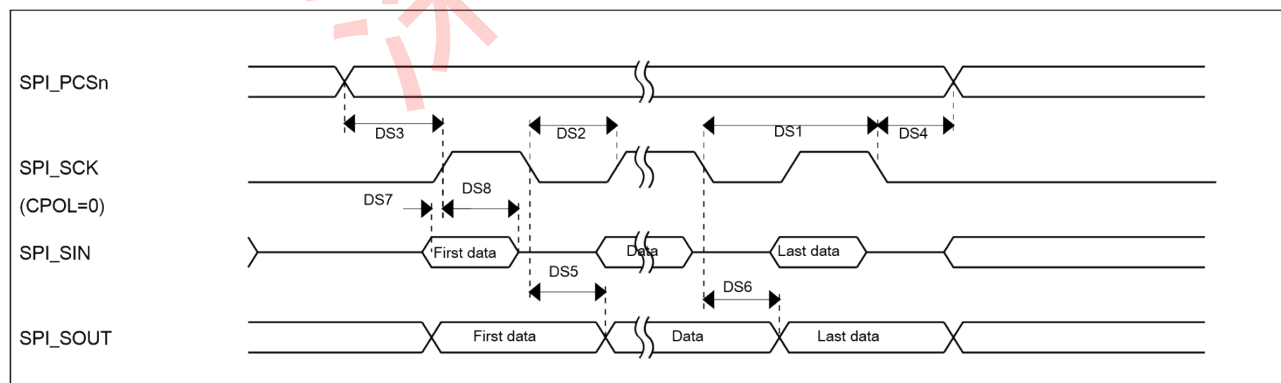 SPI_PCSn
DS3
DS2
DS1
DS4
SPI_SCK
(CPOL=0)
DS7
DS8
SPI_SIN
First data
Data
Last data
DS5
DS6
SPI_SOUT
First data
Data
Last data